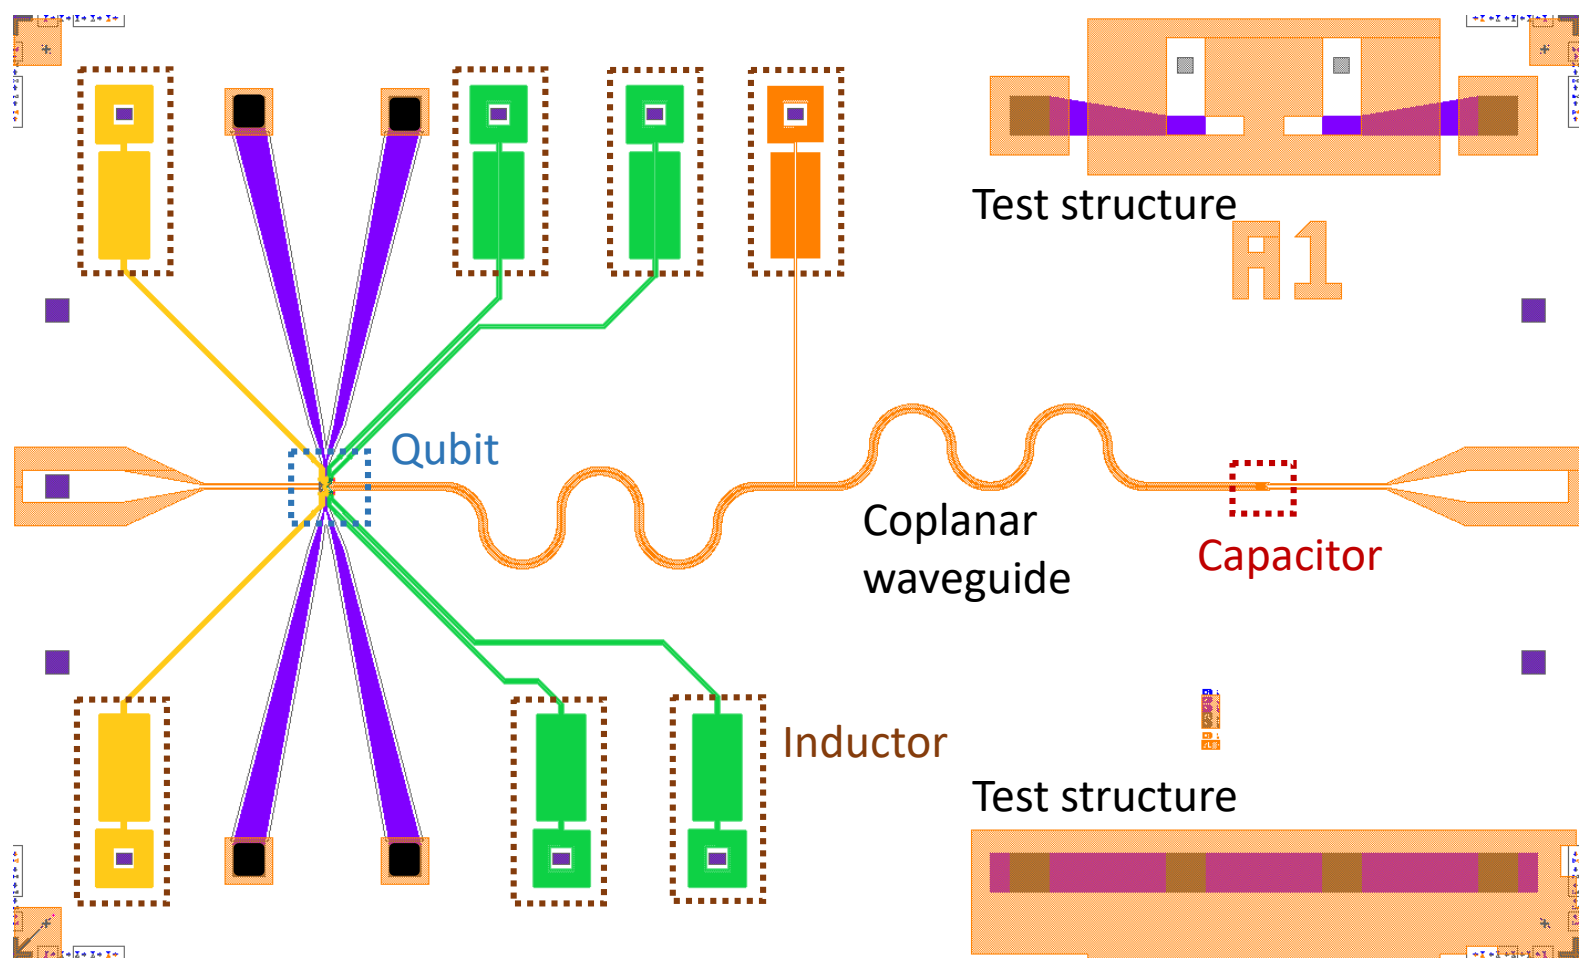 Test structure
A1
Qubit
Coplanar
waveguide
Capacitor
Inductor
Test structure